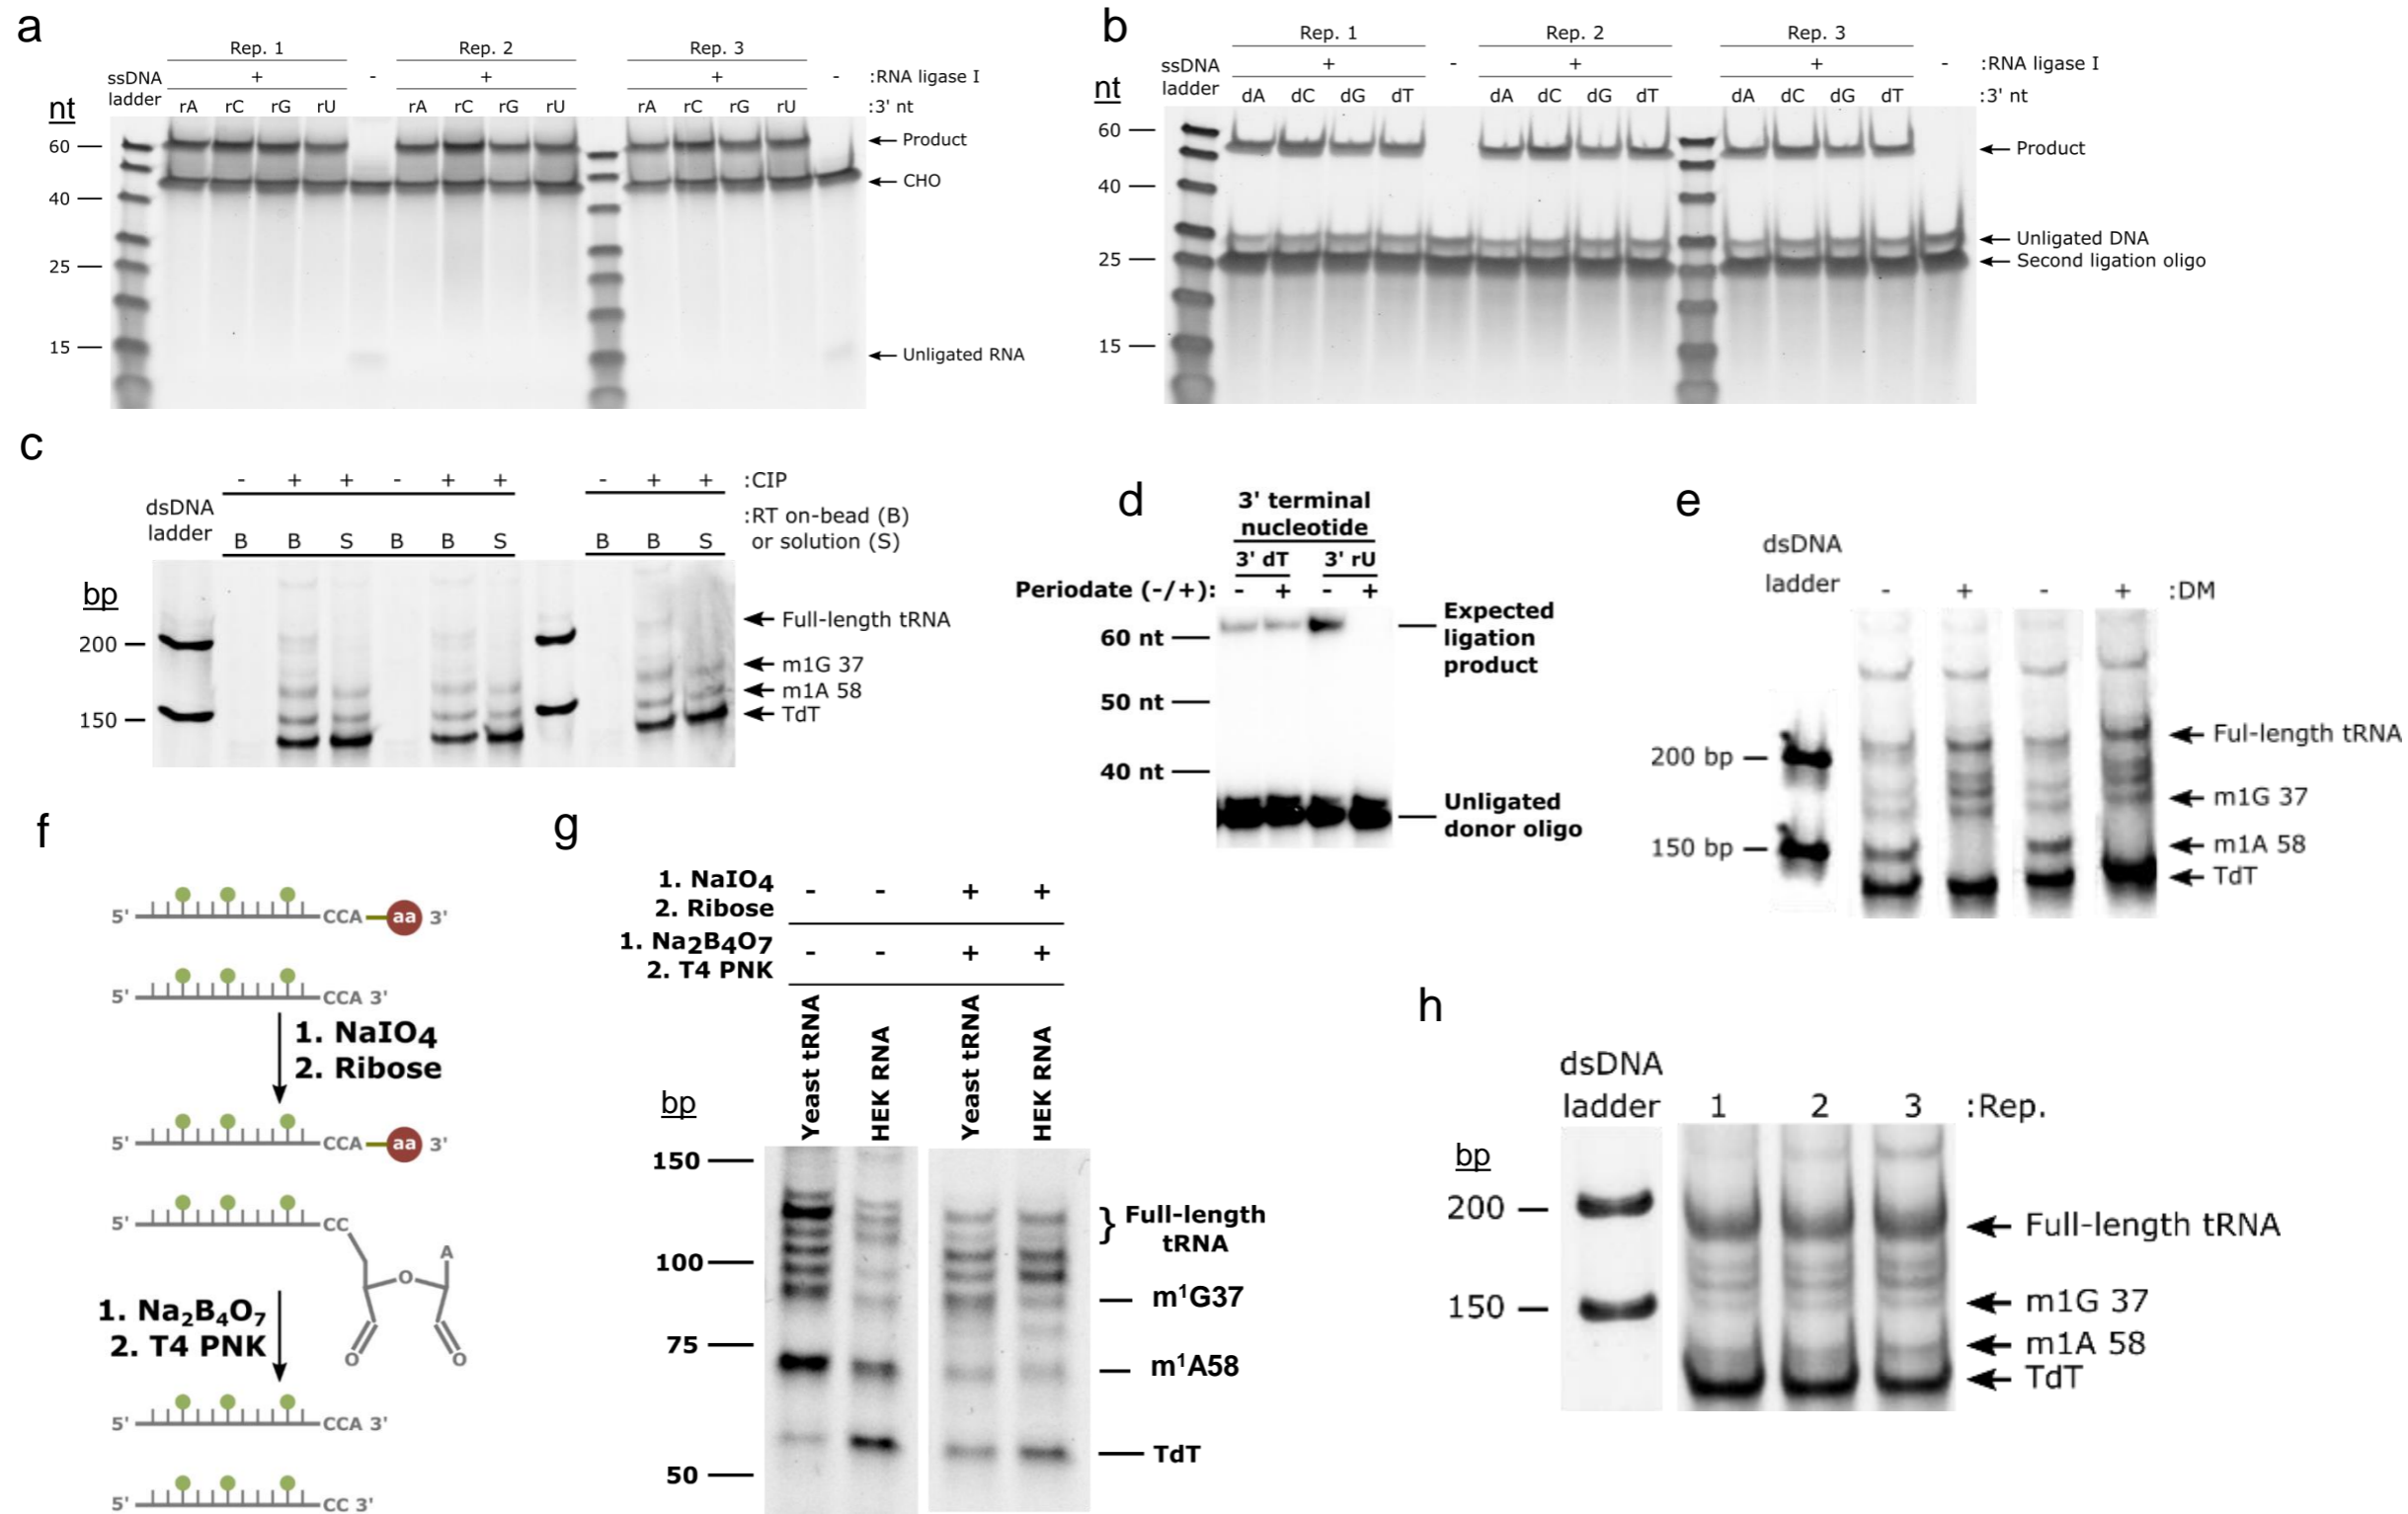 a
Rep. 1 Rep. 2 Rep. 3
ssDNA ladder + - + + - :RNA ligase I
nt rA rC rG rU rA rC rG rU rA rC rG rU :3' nt
60 Product
CHO
40
25
15 Unligated RNA
b
Rep. 1 Rep. 2 Rep. 3
ssDNA ladder + - + + - :RNA ligase I
nt dA dC dG dT dA dC dG dT dA dC dG dT :3' nt
60
Product
40
Unligated DNA
25 Second ligation oligo
15
c
- + + - + + - + + :CIP
dsDNA ladder
:RT on-bead (B)
B B S B B S B B S or solution (S)
bp
Full-length tRNA
200
m1G 37
m1A 58
150 TdT
d
3' terminal
nucleotide
3' dT 3' rU
Periodate (-/+): - + - +
60 nt
Expected
ligation
product
50 nt
40 nt
Unligated
donor oligo
e
dsDNA
ladder - + - + :DM
Ful-length tRNA
200 bp
m1G 37
150 bp m1A 58
TdT
f
5' CCA aa 3'
5' CCA 3'
1. NaIO4
2. Ribose
5' CCA aa 3'
5' CC
A
O
O O
1. Na2B4O7
2. T4 PNK
5' CCA 3'
5' CC 3'
g
1. NaIO4
2. Ribose - - + +
1. Na2B4O7
2. T4 PNK - - + +
Yeast tRNA HEK RNA Yeast tRNA HEK RNA
bp
150
} Full-length
tRNA
100
m1G37
75
m1A58
TdT
50
h
dsDNA
ladder 1 2 3 :Rep.
bp
200 Full-length tRNA
150 m1G 37
m1A 58
TdT